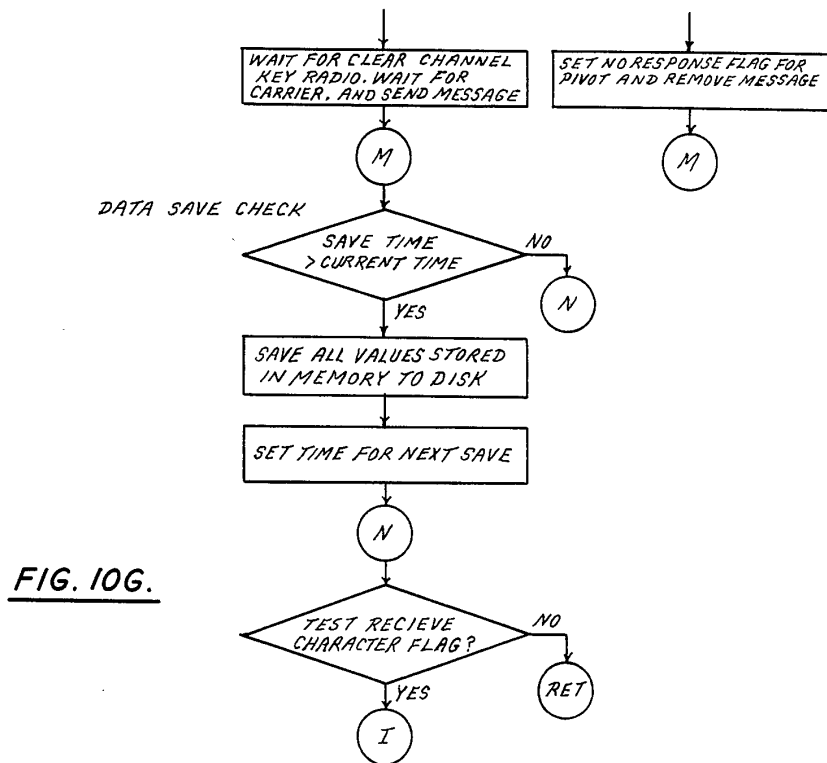 WAIT FOR CLEAR CHANNEL
KEY RADIO. WAIT FOR
CARRIER, AND SEND MESSAGE
SET NO RESPONSE FLAG FOR
PIVOT AND REMOVE MESSAGE
M
M
DATA SAVE CHECK
SAVE TIME
> CURRENT TIME
NO
N
YES
SAVE ALL VALUES STORED
IN MEMORY TO DISK
SET TIME FOR NEXT SAVE
N
FIG. 10G.
TEST RECIEVE
CHARACTER FLAG?
NO
RET
YES
I